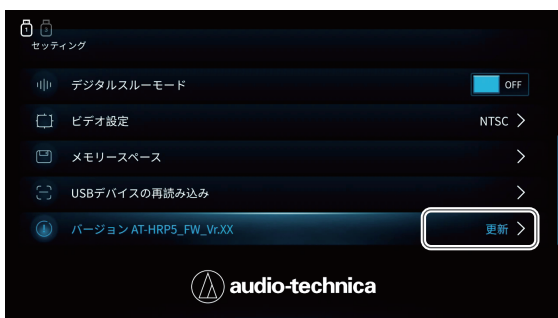 1 2
セッティング
デジタルスルーモード OFF
ビデオ設定 NTSC
メモリースペース
USBデバイスの再読み込み
バージョン AT-HRP5_FW_Vr.XX 更新
audio-technica